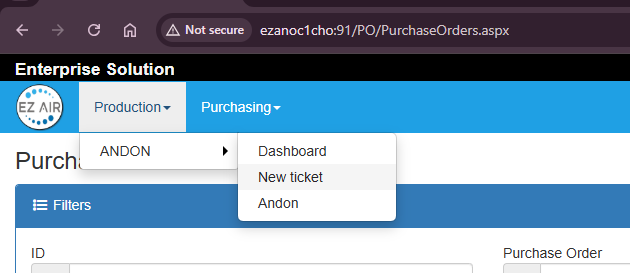 Not secure ezanoc1cho:91/PO/PurchaseOrders.aspx
Enterprise Solution
EZ AIR Production Purchasing
ANDON Dashboard
New ticket
Andon
Filters
ID Purchase Order